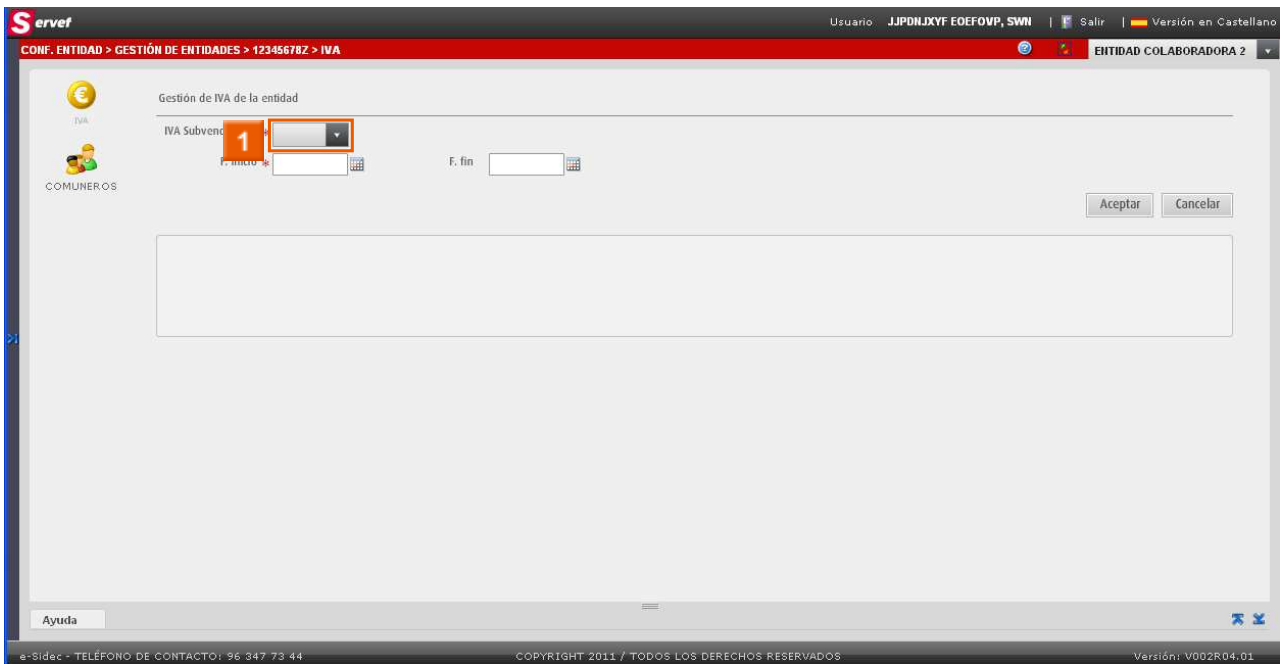 Servef
Usuario JJPDNJXYF EOEFOVP, SWN | Salir | Versión en Castellano
CONF. ENTIDAD > GESTIÓN DE ENTIDADES > 12345678Z > IVA
ENTIDAD COLABORADORA 2
IVA
COMUNEROS
Gestión de IVA de la entidad
IVA *
1
F. *
F. fin
Aceptar Cancelar
Ayuda
e-Sidec - TELÉFONO DE CONTACTO: 96 347 73 44 COPYRIGHT 2011 / TODOS LOS DERECHOS RESERVADOS Versión: V002R04.01